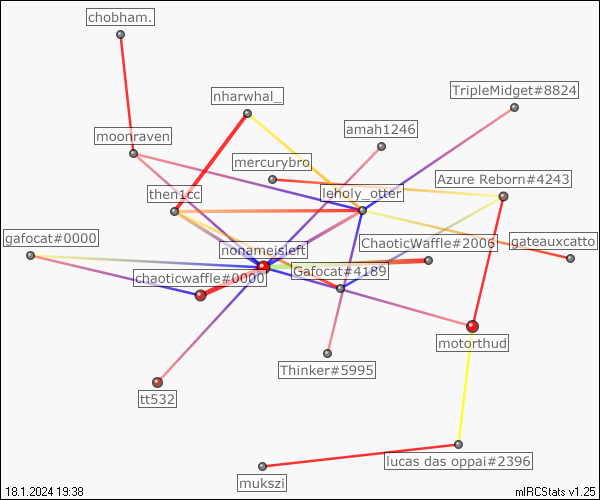 chobham.
TripleMidget#8824
nharwhal_
amah1246
moonraven
mercurybro
Azure Reborn#4243
then1cc
leholy_otter
gafocat#0000
ChaoticWaffle#2006
gateauxcatto
nonameisleft
Gafocat#4189
chaoticwaffle#0000
motorthud
Thinker#5995
tt532
lucas das oppai#2396
mukszi
18.1.2024 19:38
mIRCStats v1.25